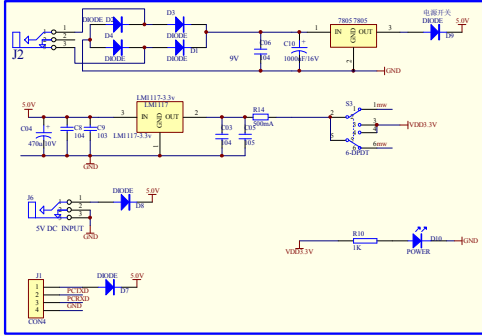 电源开关
DIODE D2
D3
7805 7805
DIODE
5.0V
1
2
3
J2
D4
DIODE
DIODE
DIODE
D1
9V
C06
104
C10
1000uF/16V
1
IN
OUT
GND
2
3
D9
GND
5.0V
LM1117-3.3v
LM1117
3
IN
OUT
2
GND
1
LM1117-3.3v
C04
470u/10V
C8
104
C9
103
GND
C03
104
C05
105
R14
500mA
S3
1mw
2
3
4
5
VDD3.3V
6mw
6-DPDT
J6
1
2
3
DIODE
5.0V
D8
5V DC INPUT
GND
VDD3.3V
R10
1K
D10
POWER
GND
J1
1
2
3
4
PCTXD
PCRXD
GND
CON4
DIODE
5.0V
D7